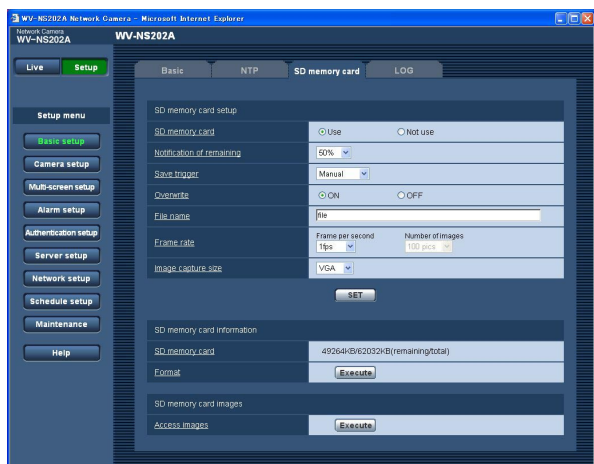 WV-NS202A Network Camera - Microsoft Internet Explorer
Network Camera
WV-NS202A
WV-NS202A
Live Setup
Basic NTP SD memory card LOG
Setup menu
Basic setup
Camera setup
Multi-screen setup
Alarm setup
Authentication setup
Server setup
Network setup
Schedule setup
Maintenance
Help
SD memory card setup
SD memory card Use Not use
Notification of remaining 50%
Save trigger Manual
Overwrite ON OFF
File name file
Frame rate Frame per second Number of images
1fps 100 pics
Image capture size VGA
SET
SD memory card information
SD memory card 49264KB/62032KB(remaining/total)
Format Execute
SD memory card images
Access images Execute